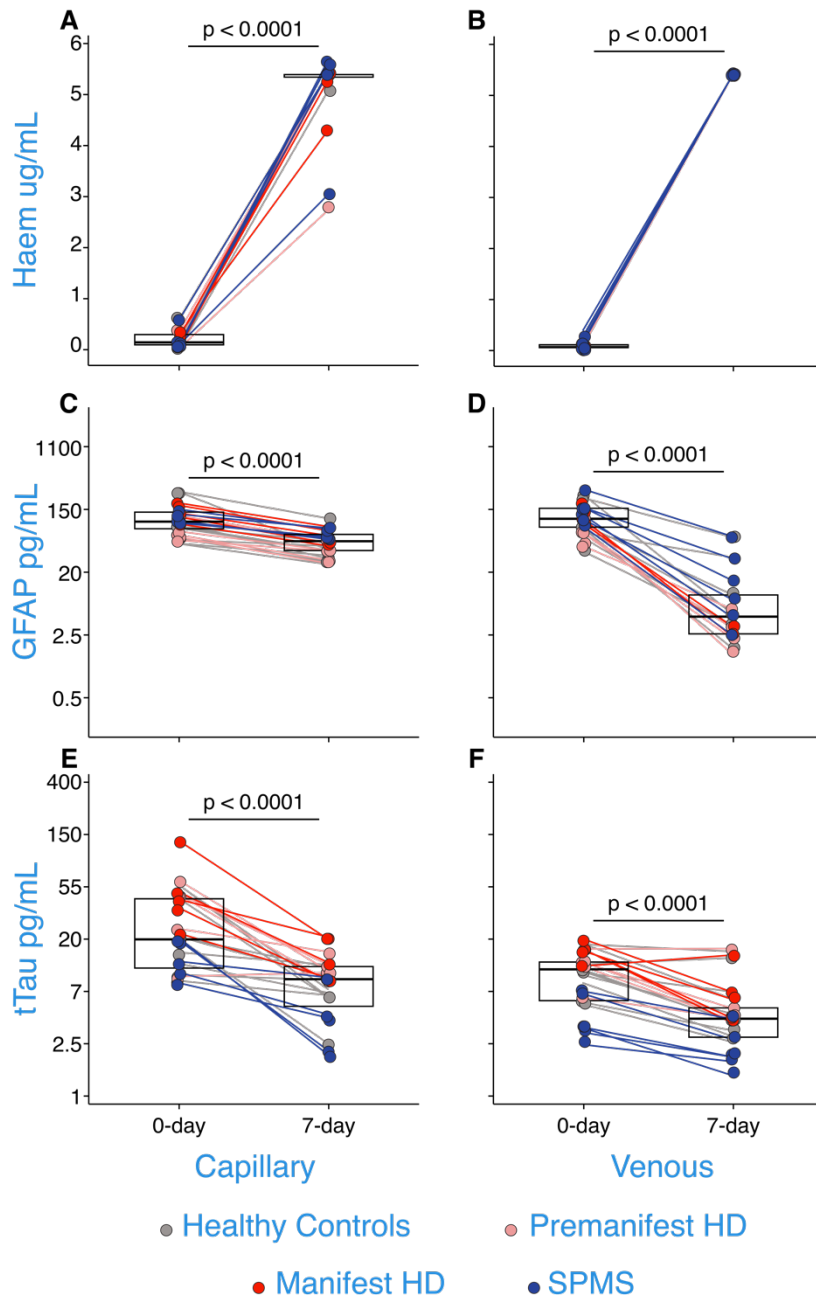 A
p < 0.0001
6
5
4
3
2
1
0
Haem ug/mL
B
p < 0.0001
C
p < 0.0001
1100
150
20
2.5
0.5
GFAP pg/mL
D
p < 0.0001
E
p < 0.0001
400
150
55
20
7
2.5
1
tTau pg/mL
0-day 7-day
Capillary
F
p < 0.0001
0-day 7-day
Venous
Healthy Controls Premanifest HD
Manifest HD SPMS